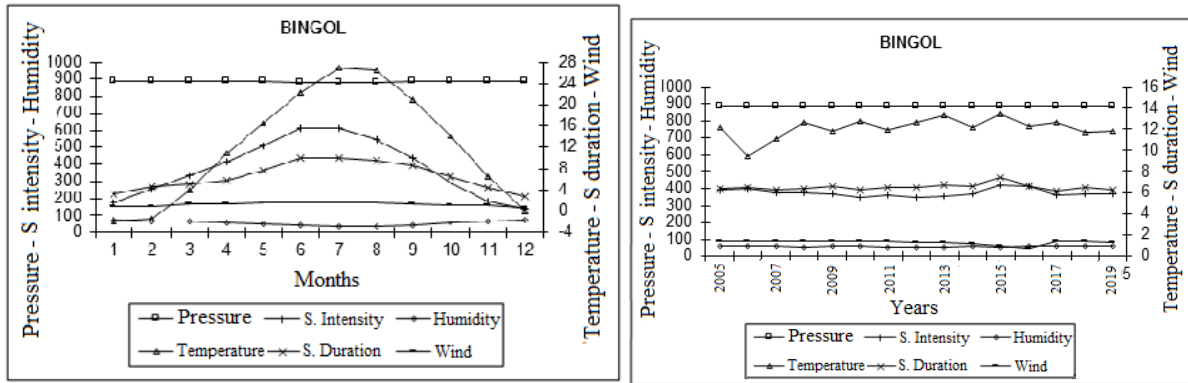 BINGOL
Pressure - S intensity - Humidity
1000
900
800
700
600
500
400
300
200
100
0
28
24
20
16
12
8
4
0
-4
Temperature - S duration - Wind
1 2 3 4 5 6 7 8 9 10 11 12
Months
Pressure S. Intensity Humidity
Temperature S. Duration Wind
BINGOL
Pressure - S intensity - Humidity
1000
900
800
700
600
500
400
300
200
100
0
16
14
12
10
8
6
4
2
0
Temperature - S duration - Wind
2005 2007 2009 2011 2013 2015 2017 2019 5
Years
Pressure S. Intensity Humidity
Temperature S. Duration Wind